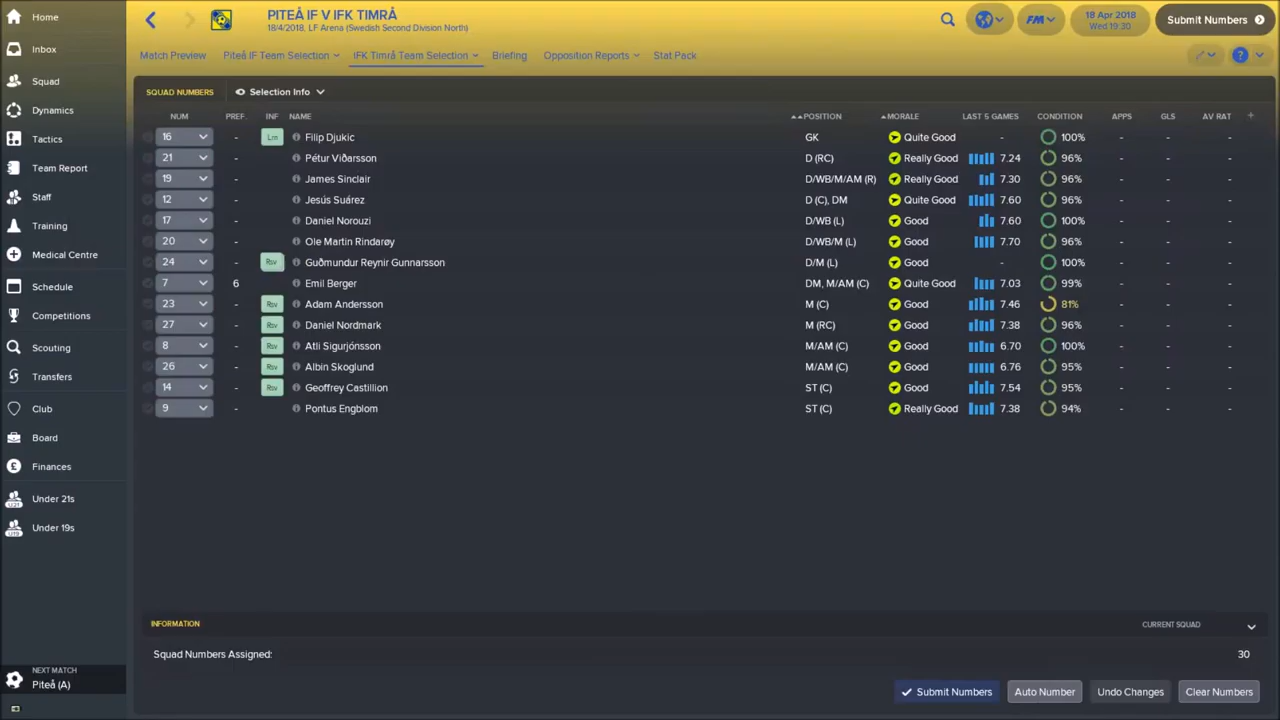 Home
Inbox
Squad
Dynamics
Tactics
Team Report
Staff
Training
Medical Centre
Schedule
Competitions
Scouting
Transfers
Club
Board
Finances
Under 21s
Under 19s
NEXT MATCH
Piteå (A)
PITEÅ IF V IFK TIMRÅ
18/4/2018, LF Arena (Swedish Second Division North)
FM
18 Apr 2018
Wed 19:30
Submit Numbers
Match Preview Piteå IF Team Selection IFK Timrå Team Selection Briefing Opposition Reports Stat Pack
?
SQUAD NUMBERS Selection Info
NUM PREF. INF NAME POSITION MORALE LAST 5 GAMES CONDITION APPS GLS AV RAT +
16 - Lrn Filip Djukic GK Quite Good - 100% - - -
21 - Pétur Viðarsson D (RC) Really Good 7.24 96% - - -
19 - James Sinclair D/WB/M/AM (R) Really Good 7.30 96% - - -
12 - Jesús Suárez D (C), DM Quite Good 7.60 96% - - -
17 - Daniel Norouzi D/WB (L) Good 7.60 100% - - -
20 - Ole Martin Rindarøy D/WB/M (L) Good 7.70 96% - - -
24 - Rsv Guðmundur Reynir Gunnarsson D/M (L) Good - 100% - - -
7 6 Emil Berger DM, M/AM (C) Quite Good 7.03 99% - - -
23 - Rsv Adam Andersson M (C) Good 7.46 81% - - -
27 - Rsv Daniel Nordmark M (RC) Good 7.38 96% - - -
8 - Rsv Atli Sigurjónsson M/AM (C) Good 6.70 100% - - -
26 - Rsv Albin Skoglund M/AM (C) Good 6.76 95% - - -
14 - Rsv Geoffrey Castillion ST (C) Good 7.54 95% - - -
9 - Pontus Engblom ST (C) Really Good 7.38 94% - - -
INFORMATION CURRENT SQUAD
Squad Numbers Assigned: 30
Submit Numbers Auto Number Undo Changes Clear Numbers